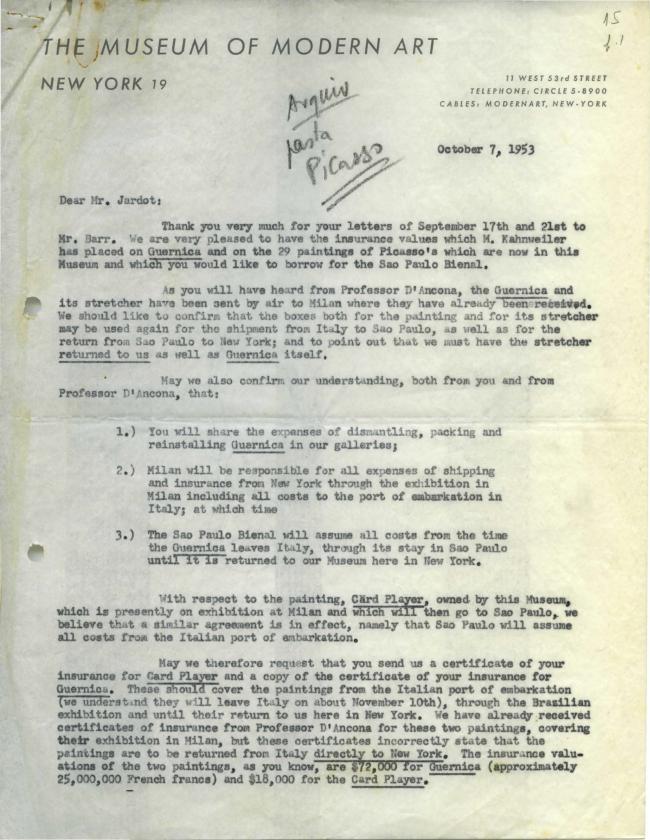 15
f.1
THE MUSEUM OF MODERN ART
NEW YORK 19
11 WEST 53rd STREET
TELEPHONE: CIRCLE 5-8900
CABLES: MODERNART, NEW-YORK
Arquivo
pasta
Picasso
October 7, 1953
Dear Mr. Jardot:
Thank you very much for your letters of September 17th and 21st to
Mr. Barr. We are very pleased to have the insurance values which M. Kahnweiler
has placed on Guernica and on the 29 paintings of Picasso's which are now in this
Museum and which you would like to borrow for the Sao Paulo Bienal.
As you will have heard from Professor D'Ancona, the Guernica and
its stretcher have been sent by air to Milan where they have already been received.
We should like to confirm that the boxes both for the painting and for its stretcher
may be used again for the shipment from Italy to Sao Paulo, as well as for the
return from Sao Paulo to New York; and to point out that we must have the stretcher
returned to us as well as Guernica itself.
May we also confirm our understanding, both from you and from
Professor D'Ancona, that:
1.) You will share the expenses of dismantling, packing and
reinstalling Guernica in our galleries;
2.) Milan will be responsible for all expenses of shipping
and insurance from New York through the exhibition in
Milan including all costs to the port of embarkation in
Italy; at which time
3.) The Sao Paulo Bienal will assume all costs from the time
the Guernica leaves Italy, through its stay in Sao Paulo
until it is returned to our Museum here in New York.
With respect to the painting, Card Player, owned by this Museum,
which is presently on exhibition at Milan and which will then go to Sao Paulo, we
believe that a similar agreement is in effect, namely that Sao Paulo will assume
all costs from the Italian port of embarkation.
May we therefore request that you send us a certificate of your
insurance for Card Player and a copy of the certificate of your insurance for
Guernica. These should cover the paintings from the Italian port of embarkation
(we understand they will leave Italy on about November 10th), through the Brazilian
exhibition and until their return to us here in New York. We have already received
certificates of insurance from Professor D'Ancona for these two paintings, covering
their exhibition in Milan, but these certificates incorrectly state that the
paintings are to be returned from Italy directly to New York. The insurance valu-
ations of the two paintings, as you know, are $72,000 for Guernica (approximately
25,000,000 French francs) and $18,000 for the Card Player.